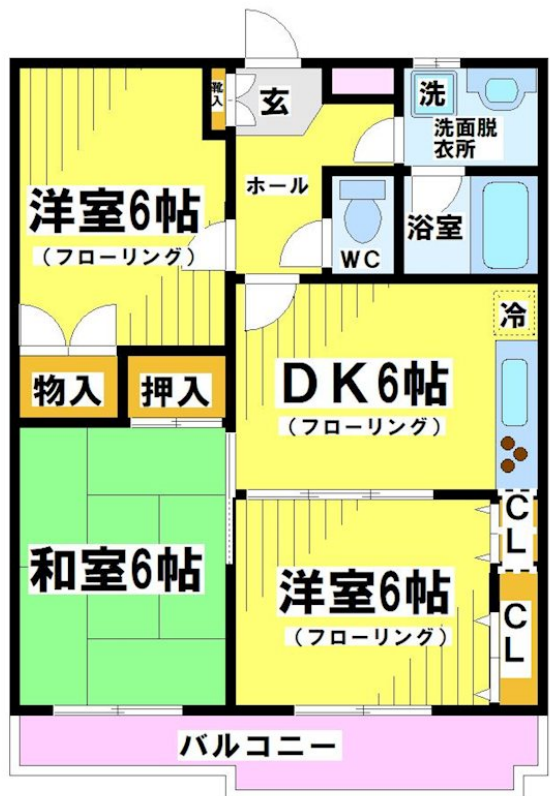 靴入
玄
洗
洗面脱
衣所
ホール
洋室6帖
(フローリング)
WC
浴室
冷
物入
押入
DK6帖
(フローリング)
CL
和室6帖
洋室6帖
(フローリング)
CL
バルコニー